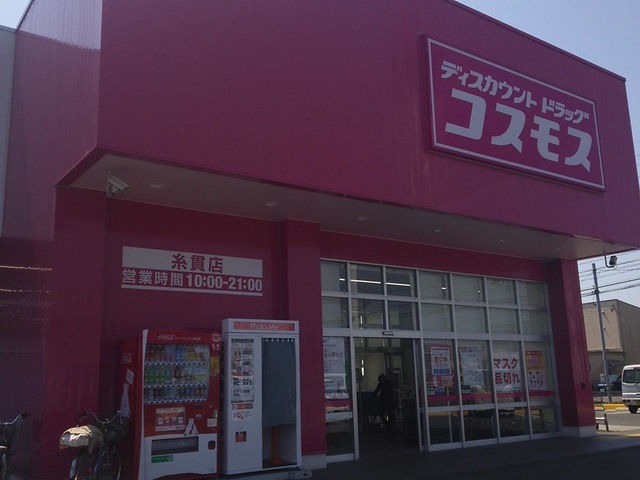 ディスカウント ドラッグ
コスモス
糸貫店
営業時間 10:00-21:00
マスク
品切れ